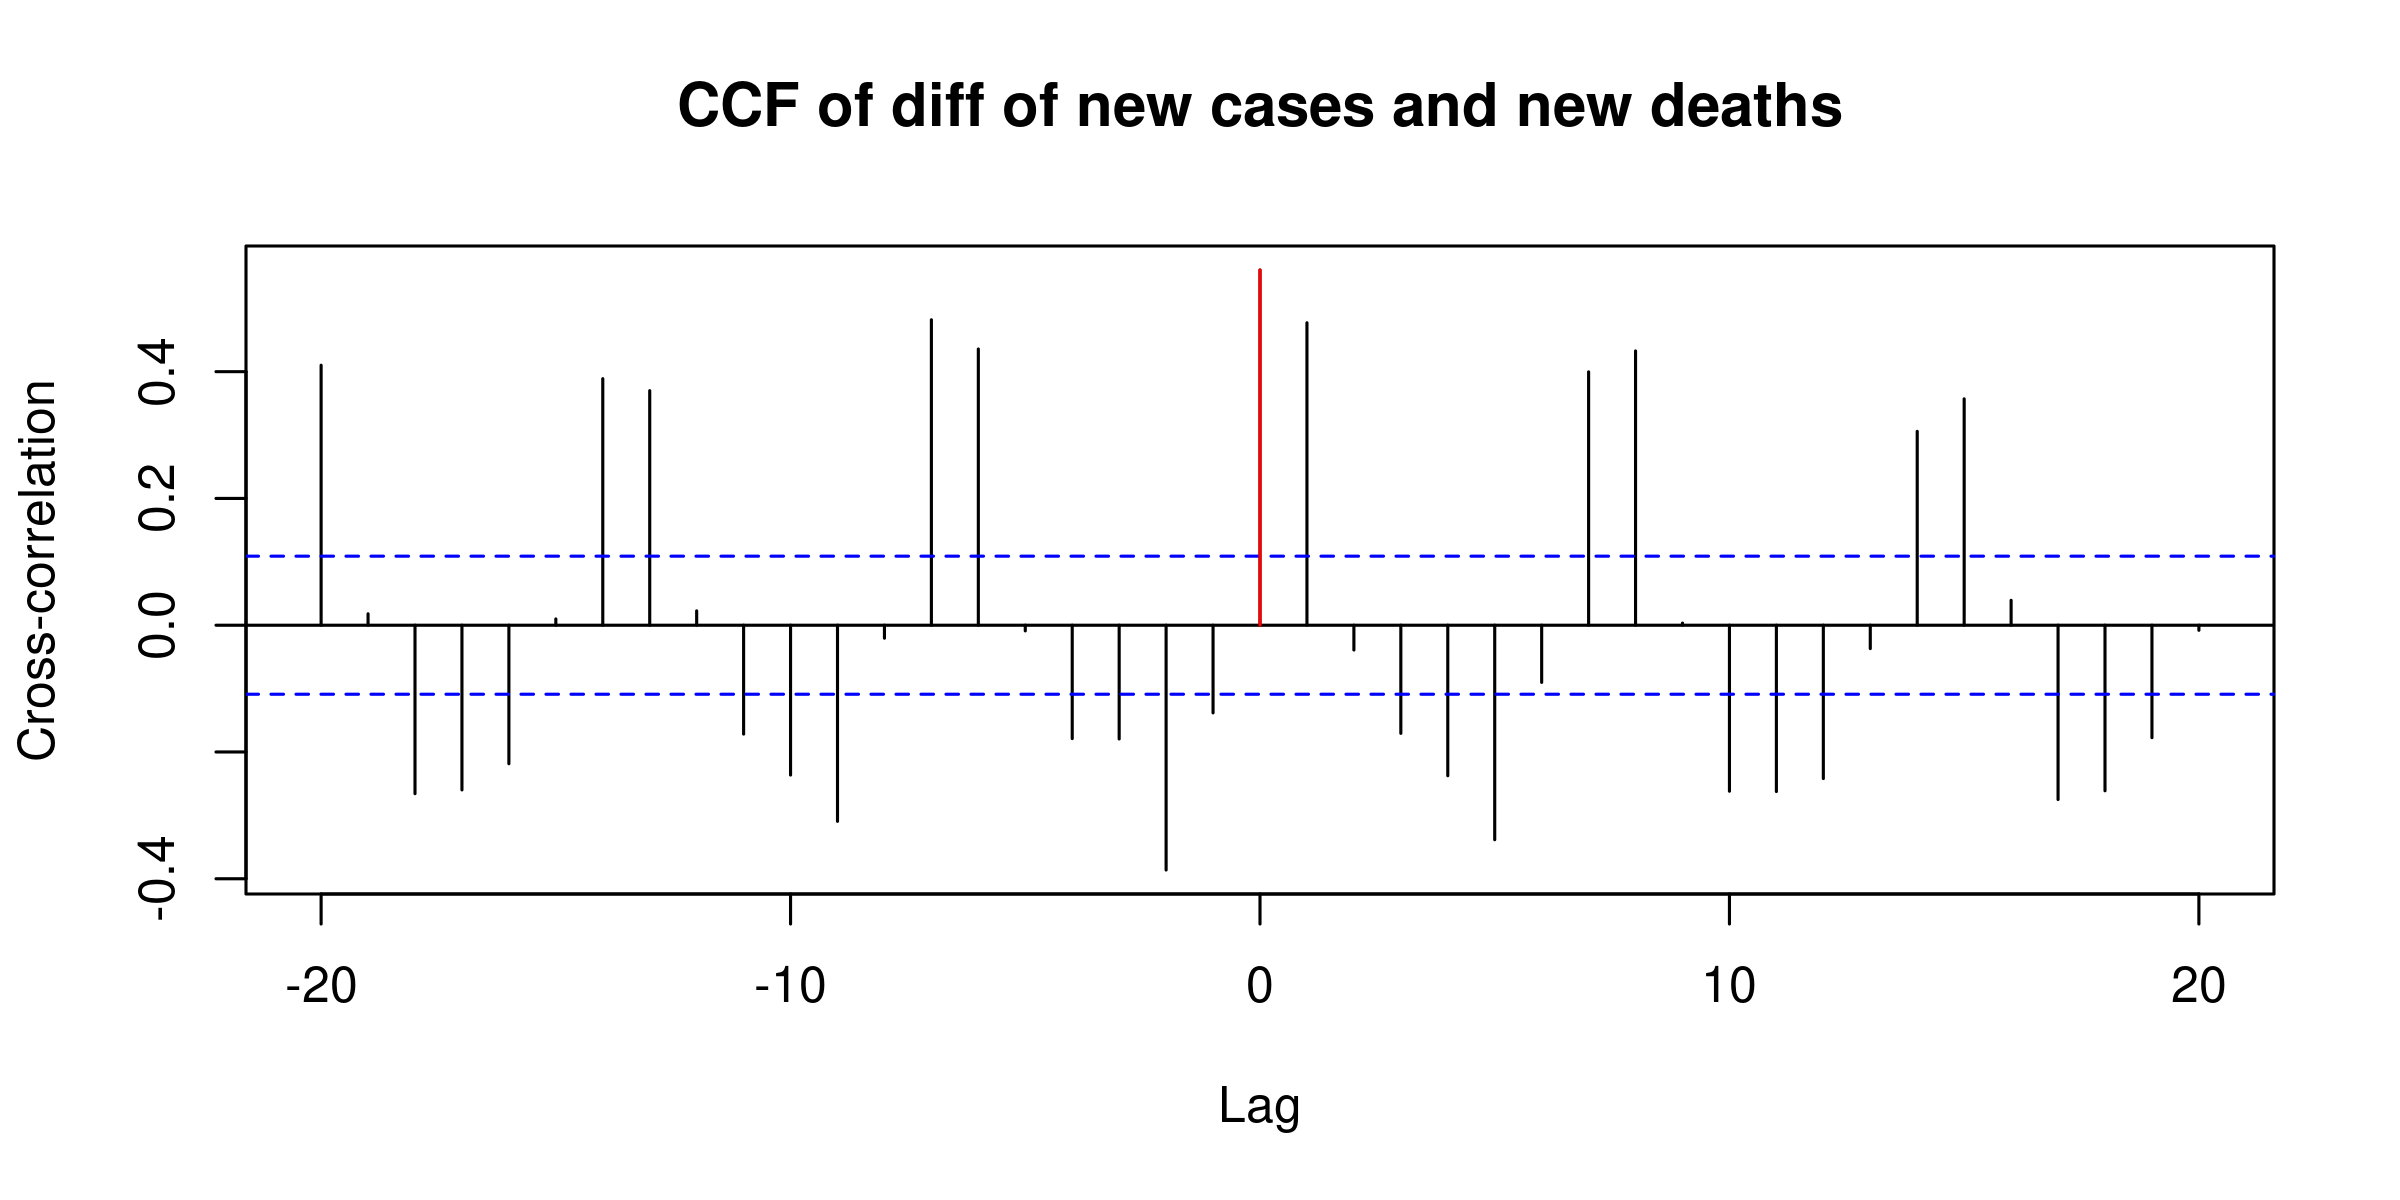 CCF of diff of new cases and new deaths
Cross-correlation
0.4
0.2
0.0
-0.4
-20 -10 0 10 20
Lag